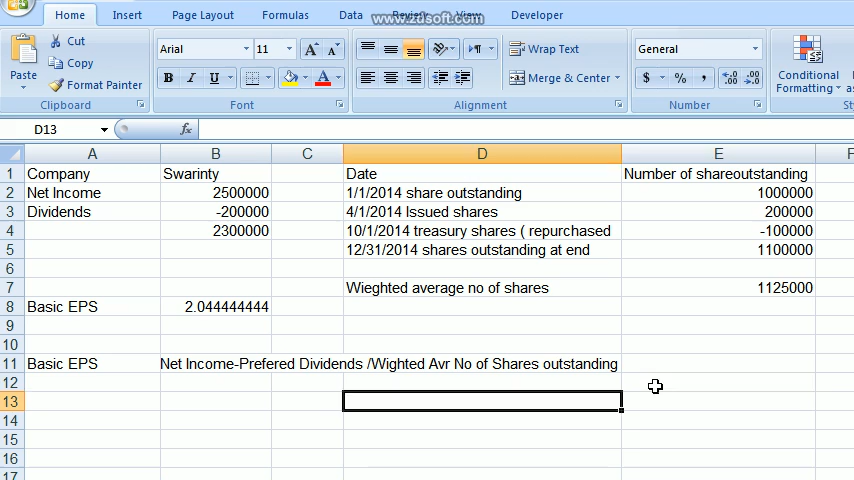 Home Insert Page Layout Formulas Data Review View Developer
www.zdsoft.com
Cut
Copy
Format Painter
Paste
Clipboard
Arial 11
B I U A
Font
Wrap Text
Merge & Center
Alignment
General
$ % ,
Number
Conditional
Formatting
D13 fx
A B C D E F
1 Company Swarinty Date Number of shareoutstanding
2 Net Income 2500000 1/1/2014 share outstanding 1000000
3 Dividends -200000 4/1/2014 Issued shares 200000
4 2300000 10/1/2014 treasury shares ( repurchased -100000
5 12/31/2014 shares outstanding at end 1100000
6
7 Wieghted average no of shares 1125000
8 Basic EPS 2.044444444
9
10
11 Basic EPS Net Income-Prefered Dividends /Wighted Avr No of Shares outstanding
12
13
14
15
16
17